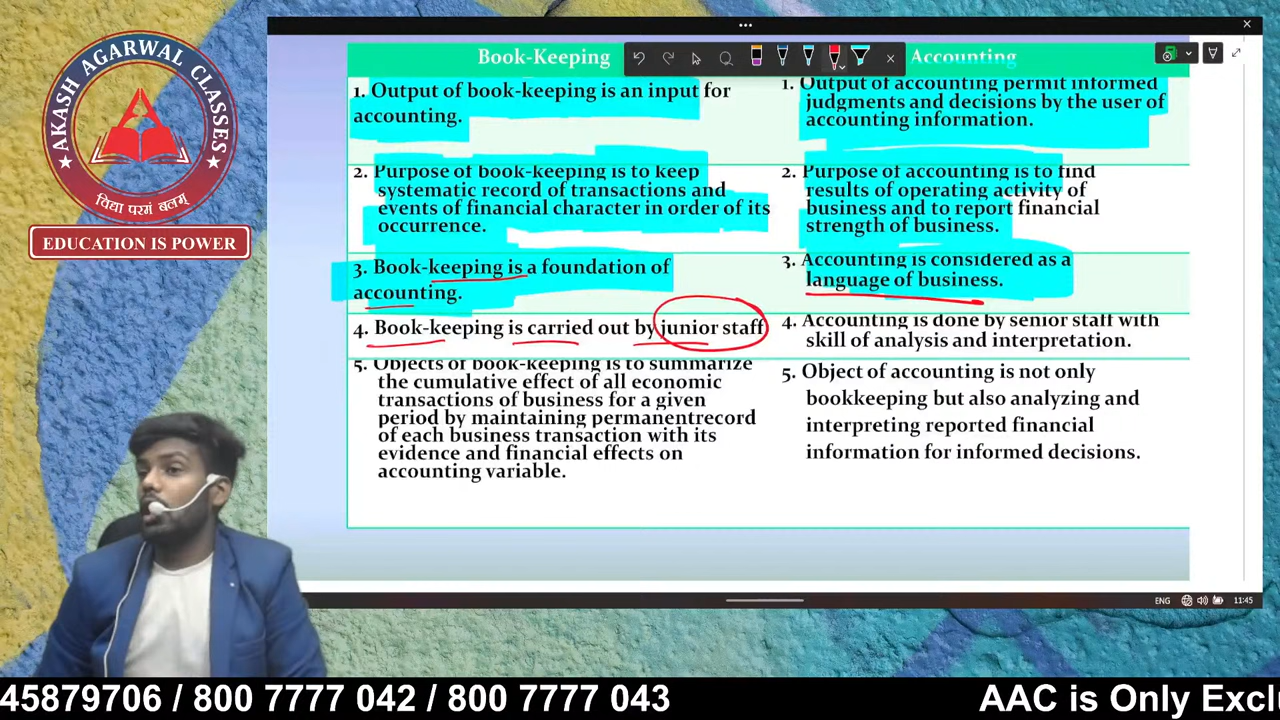 AKASH AGARWAL CLASSES
विद्या परमं बलम्
EDUCATION IS POWER
Book-Keeping
Accounting
1. Output of book-keeping is an input for
accounting.
1. Output of accounting permit informed
judgments and decisions by the user of
accounting information.
2. Purpose of book-keeping is to keep
systematic record of transactions and
events of financial character in order of its
occurrence.
2. Purpose of accounting is to find
results of operating activity of
business and to report financial
strength of business.
3. Book-keeping is a foundation of
accounting.
3. Accounting is considered as a
language of business.
4. Book-keeping is carried out by junior staff
4. Accounting is done by senior staff with
skill of analysis and interpretation.
5. Objects of book-keeping is to summarize
the cumulative effect of all economic
transactions of business for a given
period by maintaining permanentrecord
of each business transaction with its
evidence and financial effects on
accounting variable.
5. Object of accounting is not only
bookkeeping but also analyzing and
interpreting reported financial
information for informed decisions.
ENG 11:45
45879706 / 800 7777 042 / 800 7777 043 AAC is Only Exclu